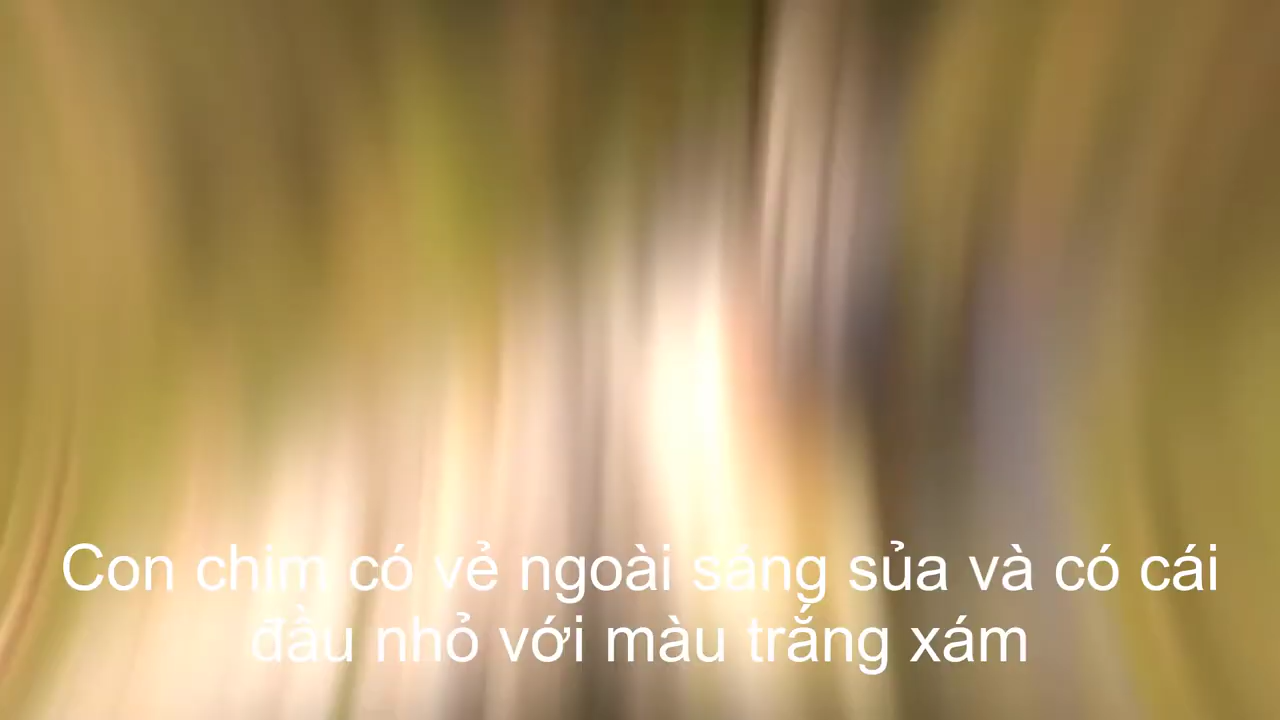 Con chim có vẻ ngoài sáng sủa và có cái
đầu nhỏ với màu trắng xám